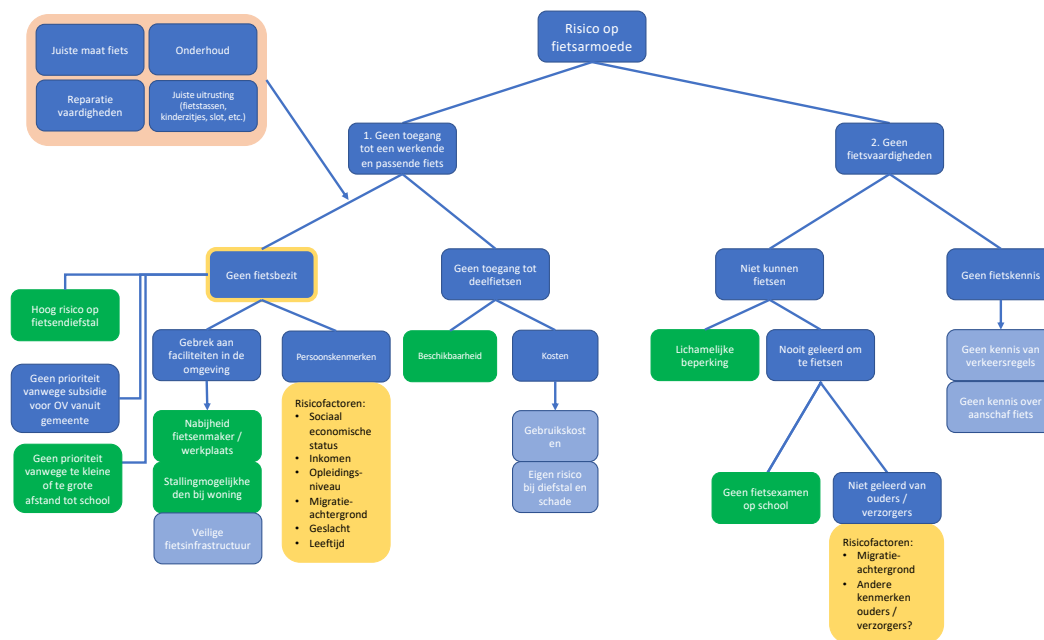 Risico op
fietsarmoede
Juiste maat fiets
Onderhoud
Reparatie
vaardigheden
Juiste uitrusting
(fietstassen,
kinderzitjes, slot, etc.)
1. Geen toegang
tot een werkende
en passende fiets
2. Geen
fietsvaardigheden
Geen fietsbezit
Geen toegang tot
deelfietsen
Niet kunnen
fietsen
Geen fietskennis
Hoog risico op
fietsendiefstal
Gebrek aan
faciliteiten in de
omgeving
Persoonskenmerken
Beschikbaarheid
Kosten
Lichamelijke
beperking
Nooit geleerd om
te fietsen
Geen kennis van
verkeersregels
Geen kennis over
aanschaf fiets
Geen prioriteit
vanwege subsidie
voor OV vanuit
gemeente
Geen prioriteit
vanwege te kleine
of te grote
afstand tot school
Nabijheid
fietsenmaker /
werkplaats
Stallingmogelijkhe
den bij woning
Veilige
fietsinfrastructuur
Risicofactoren:
• Sociaal
economische
status
• Inkomen
• Opleidings-
niveau
• Migratie-
achtergrond
• Geslacht
• Leeftijd
Gebruikskost
en
Eigen risico
bij diefstal en
schade
Geen fietsexamen
op school
Niet geleerd van
ouders /
verzorgers
Risicofactoren:
• Migratie-
achtergrond
• Andere
kenmerken
ouders /
verzorgers?